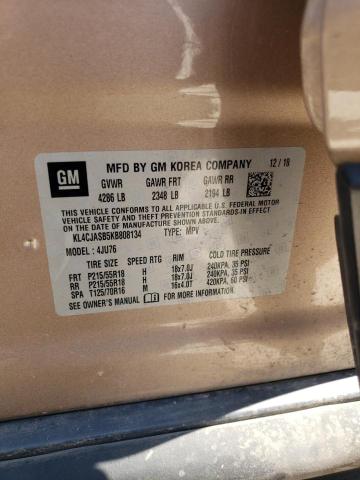 GM
MFD BY GM KOREA COMPANY 12 / 18
GVWR GAWR FRT GAWR RR
4286 LB 2348 LB 2194 LB
THIS VEHICLE CONFORMS TO ALL APPLICABLE U.S. FEDERAL MOTOR
VEHICLE SAFETY AND THEFT PREVENTION STANDARDS IN EFFECT ON THE DATE OF
MANUFACTURE SHOWN ABOVE.
KL4CJASB5KB808134 TYPE: MPV
MODEL : 4JU76
TIRE SIZE SPEED RTG RIM COLD TIRE PRESSURE
FRT P215/55R18 H 18x7.0J 240KPA, 35 PSI
RR P215/55R18 H 18x7.0J 240KPA, 35 PSI
SPA T125/70R16 M 16x4.0T 420KPA, 60 PSI
SEE OWNER'S MANUAL FOR ADDITIONAL INFORMATION.